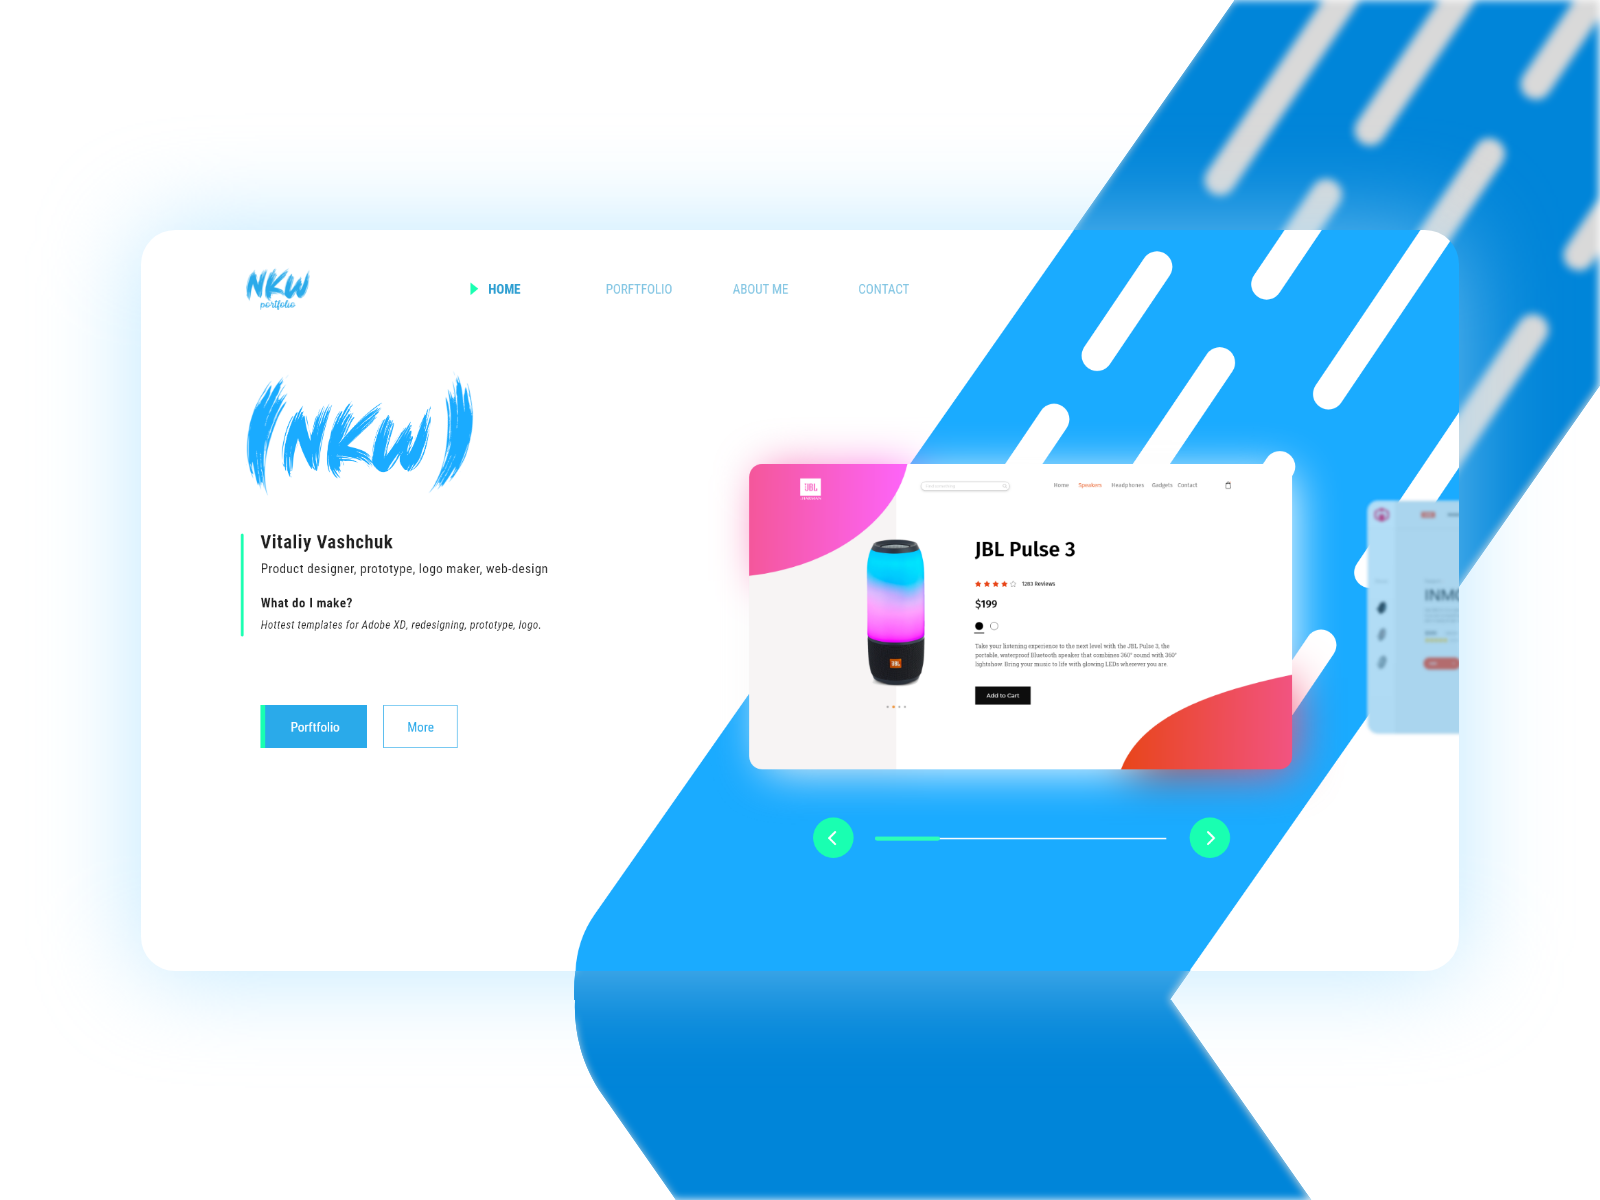 NKW
portfolio
HOME
PORFTFOLIO
ABOUT ME
CONTACT
(NKW)
Vitaliy Vashchuk
Product designer, prototype, logo maker, web-design
What do I make?
Hottest templates for Adobe XD, redesigning, prototype, logo.
Porftfolio
More
JBL
Home
Speakers
Headphones
Gadgets
Contact
JBL Pulse 3
1283 Reviews
$199
Take your listening experience to the next level with the JBL Pulse 3, the
portable, waterproof Bluetooth speaker that combines 360° sound with 360°
lightshow. Bring your music to life with glowing LEDs wherever you are.
Add to Cart
JBL
INMO